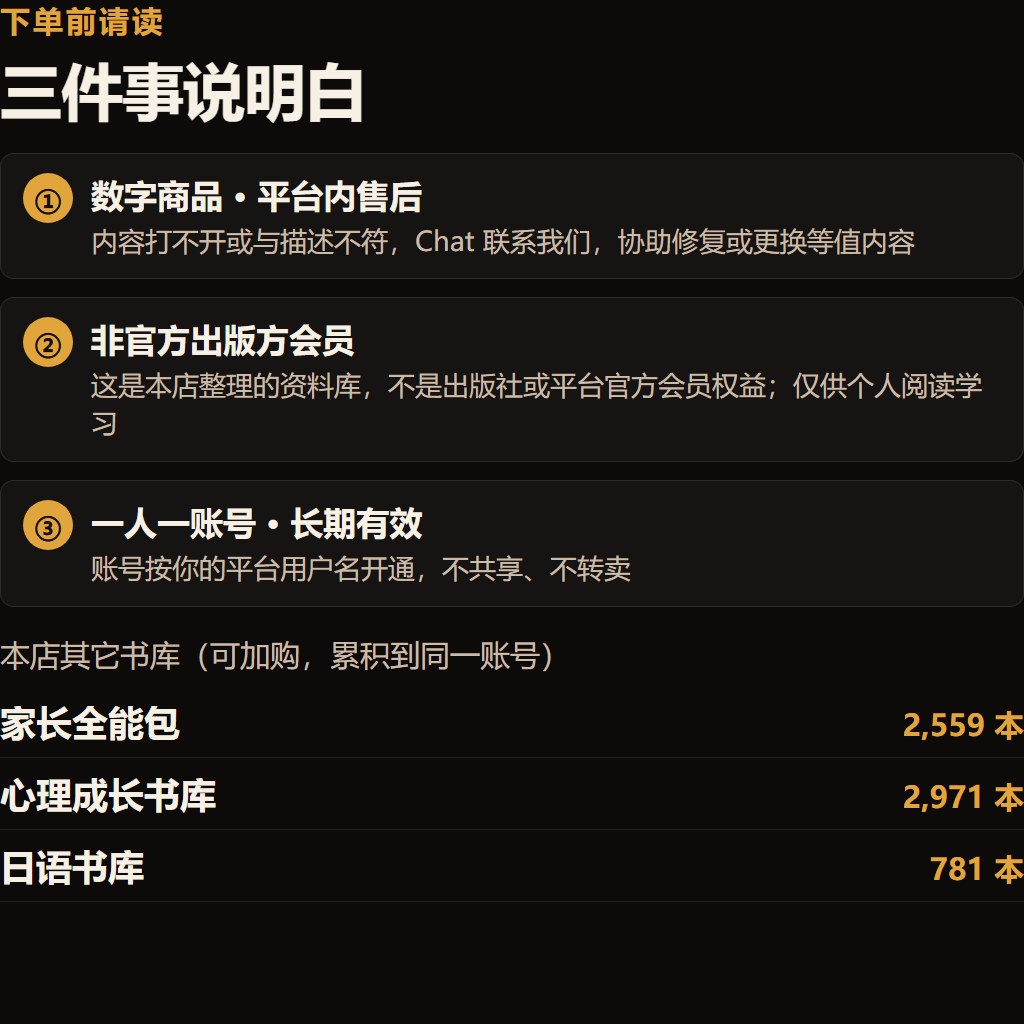 下单前请读
三件事说明白
① 数字商品 • 平台内售后
内容打不开或与描述不符，Chat 联系我们，协助修复或更换等值内容
② 非官方出版方会员
这是本店整理的资料库，不是出版社或平台官方会员权益；仅供个人阅读学
习
③ 一人一账号 • 长期有效
账号按你的平台用户名开通，不共享、不转卖
本店其它书库（可加购，累积到同一账号）
家长全能包 2,559 本
心理成长书库 2,971 本
日语书库 781 本